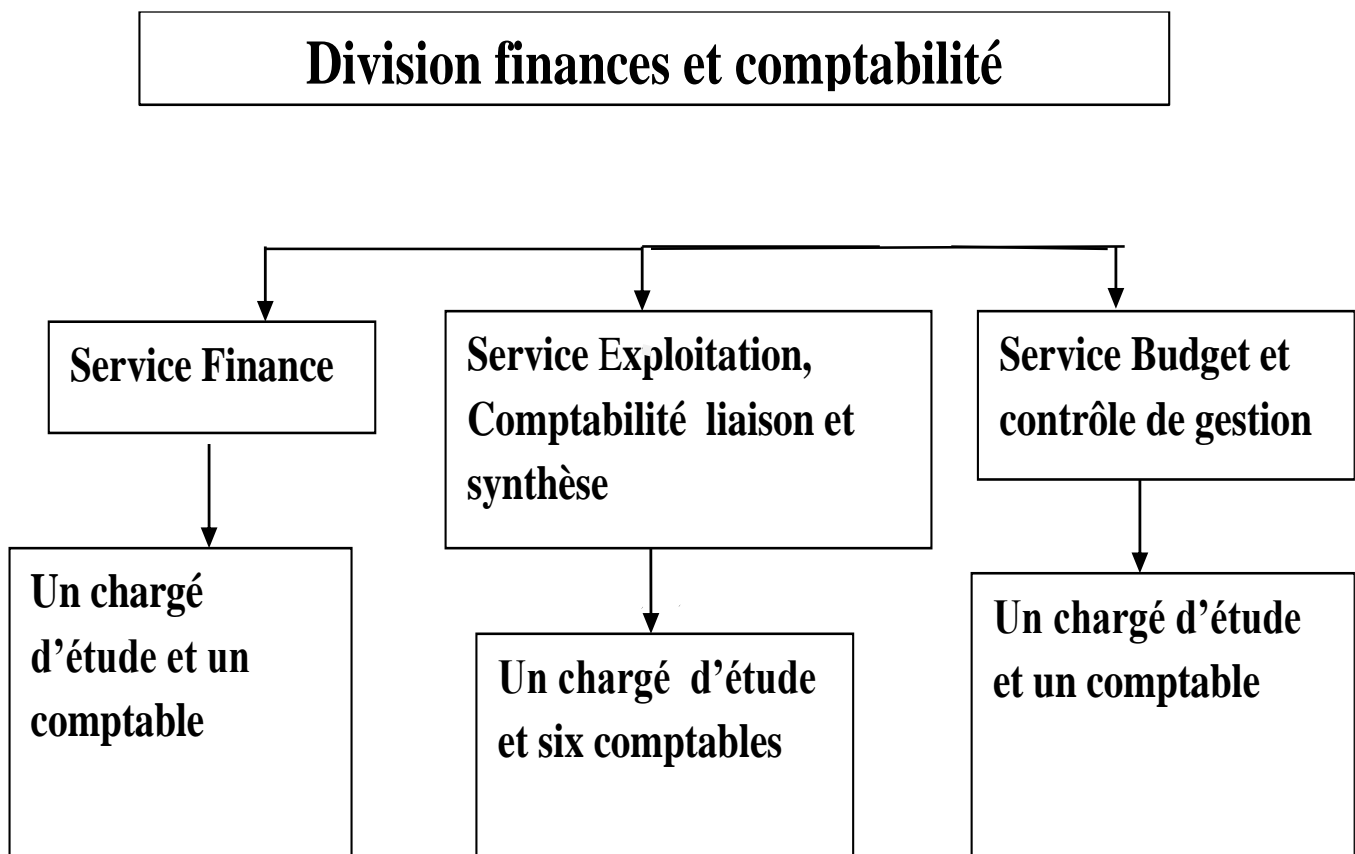 Division finances et comptabilité
Service Finance
Service Exploitation,
Comptabilité liaison et
synthèse
Service Budget et
contrôle de gestion
Un chargé
d’étude et un
comptable
Un chargé d’étude
et six comptables
Un chargé d’étude
et un comptable